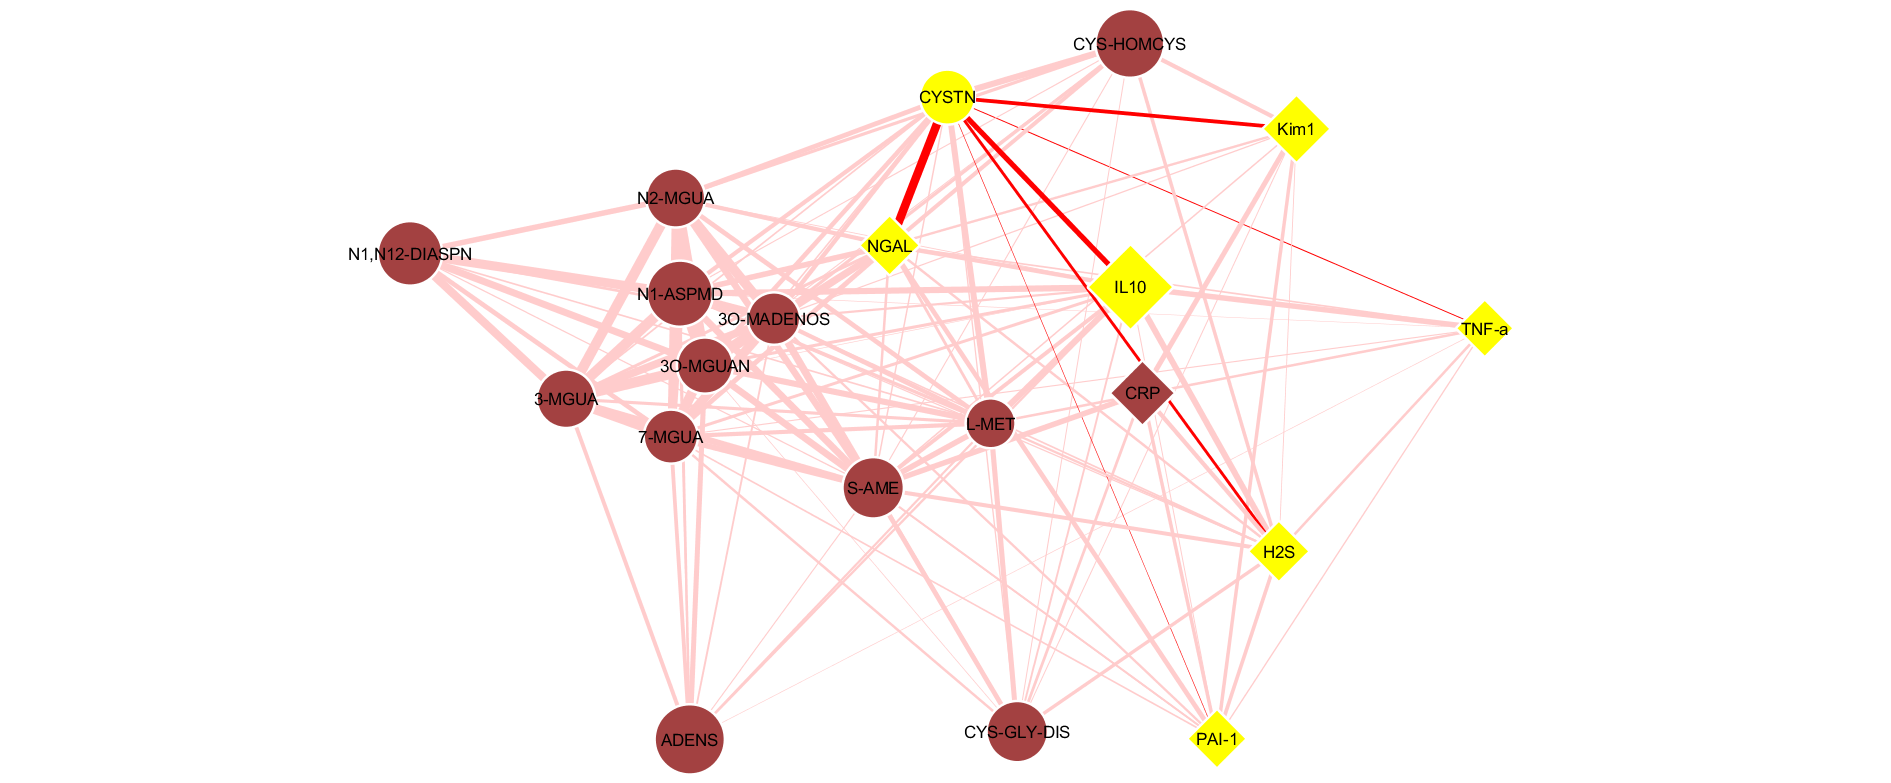 CYS-HOMCYS
CYSTN
Kim1
N2-MGUA
NGAL
N1,N12-DIASPN
IL10
N1-ASPMD
3O-MADENOS
TNF-a
3O-MGUAN
CRP
3-MGUA
L-MET
7-MGUA
S-AME
H2S
CYS-GLY-DIS
PAI-1
ADENS